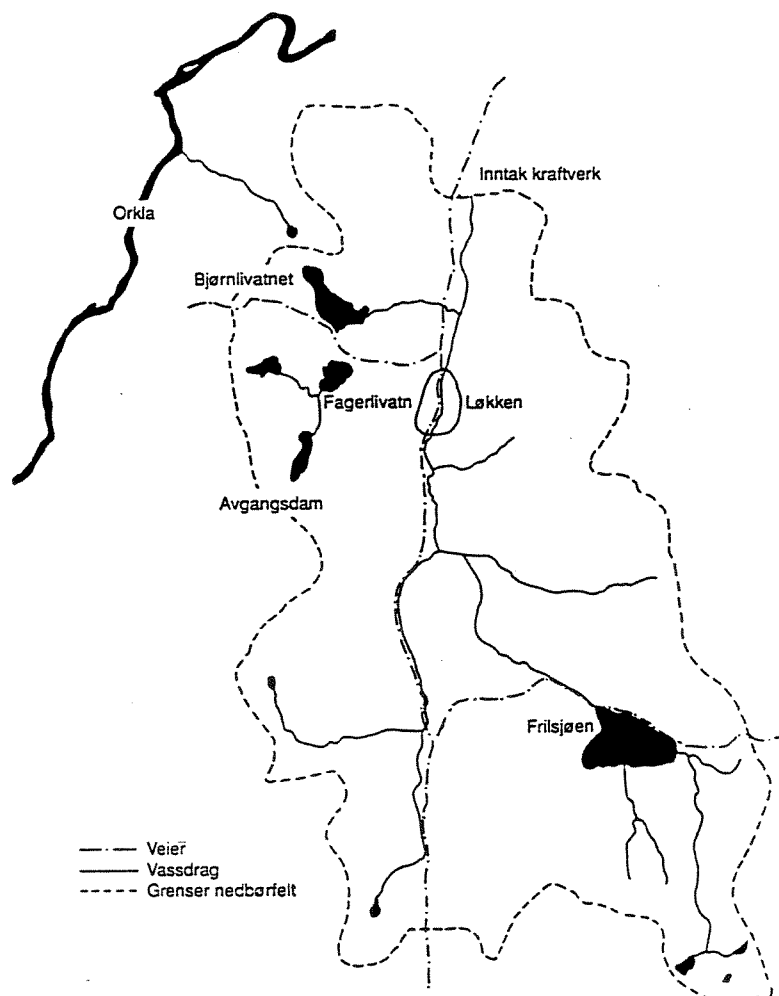 Inntak kraftverk
Orkla
Bjørnlivatnet
Fagerlivatn
Løkken
Avgangsdam
Frilsjøen
Veier
Vassdrag
Grenser nedbørfelt